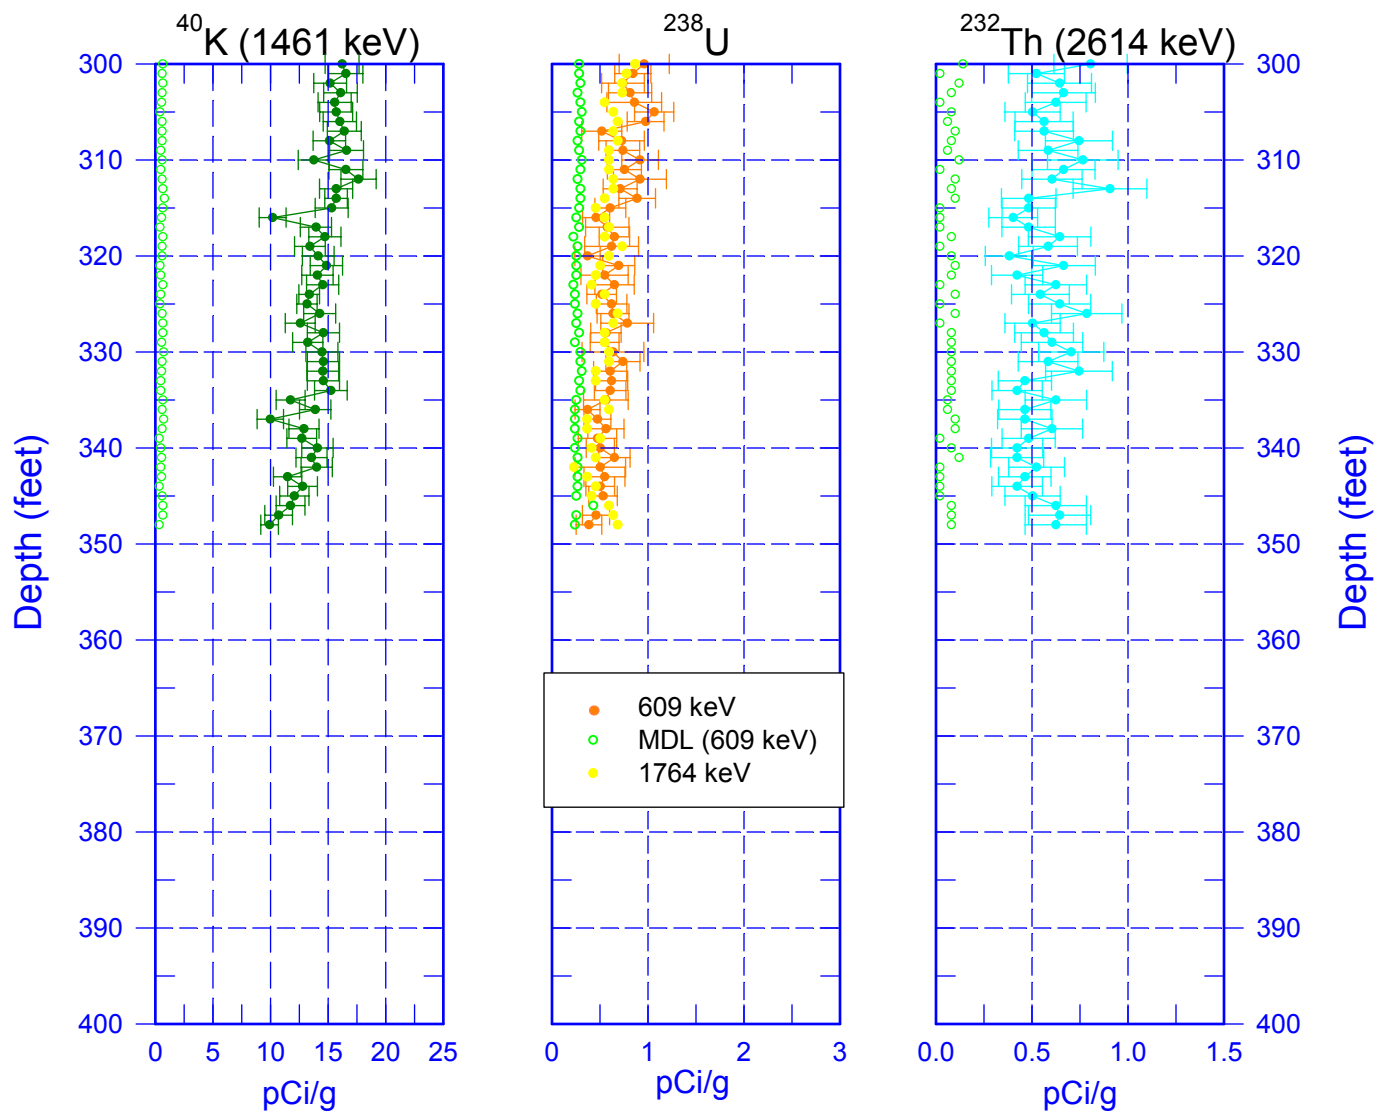 40K (1461 keV)
238U
232Th (2614 keV)
300
310
320
330
340
350
360
370
380
390
400
Depth (feet)
0 5 10 15 20 25
pCi/g
609 keV
MDL (609 keV)
1764 keV
0 1 2 3
pCi/g
0.0 0.5 1.0 1.5
pCi/g
300
310
320
330
340
350
360
370
380
390
400
Depth (feet)